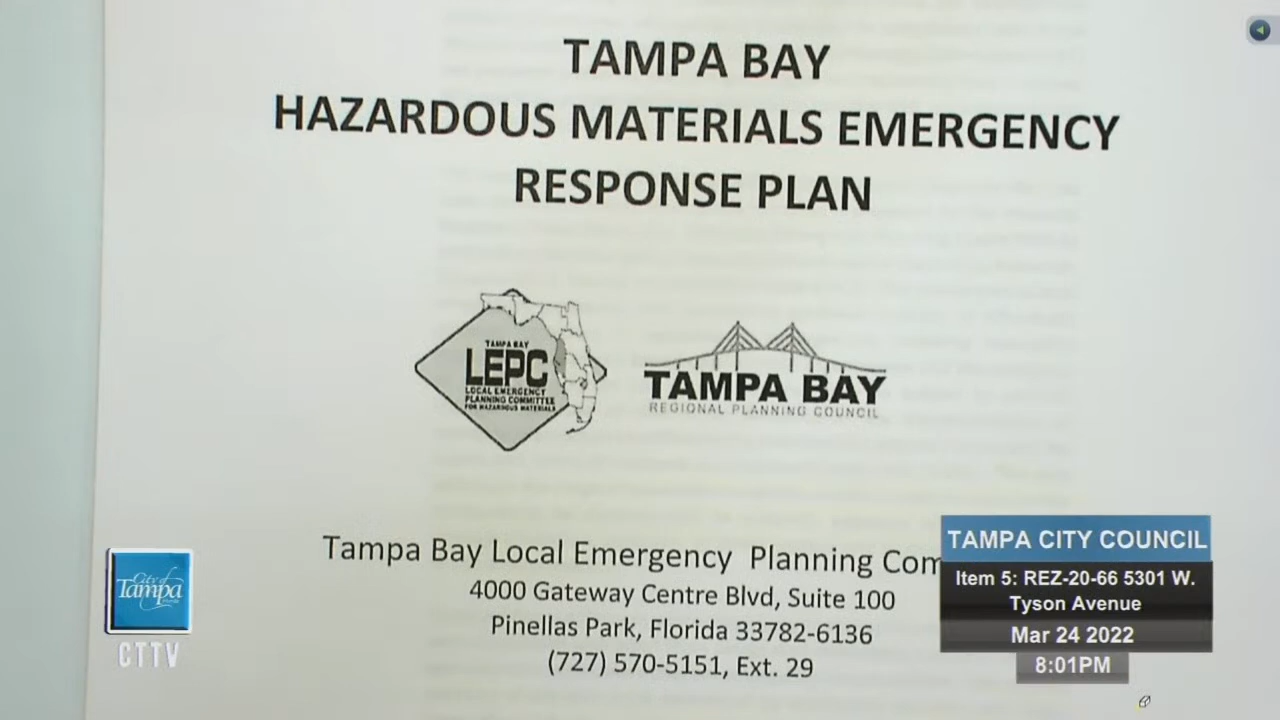 TAMPA BAY
HAZARDOUS MATERIALS EMERGENCY
RESPONSE PLAN
TAMPA BAY
LEPC
LOCAL EMERGENCY
PLANNING COMMITTEE
FOR HAZARDOUS MATERIALS
TAMPA BAY
REGIONAL PLANNING COUNCIL
Tampa Bay Local Emergency Planning Com
4000 Gateway Centre Blvd, Suite 100
Pinellas Park, Florida 33782-6136
(727) 570-5151, Ext. 29
City of
Tampa
CTTV
TAMPA CITY COUNCIL
Item 5: REZ-20-66 5301 W.
Tyson Avenue
Mar 24 2022
8:01PM